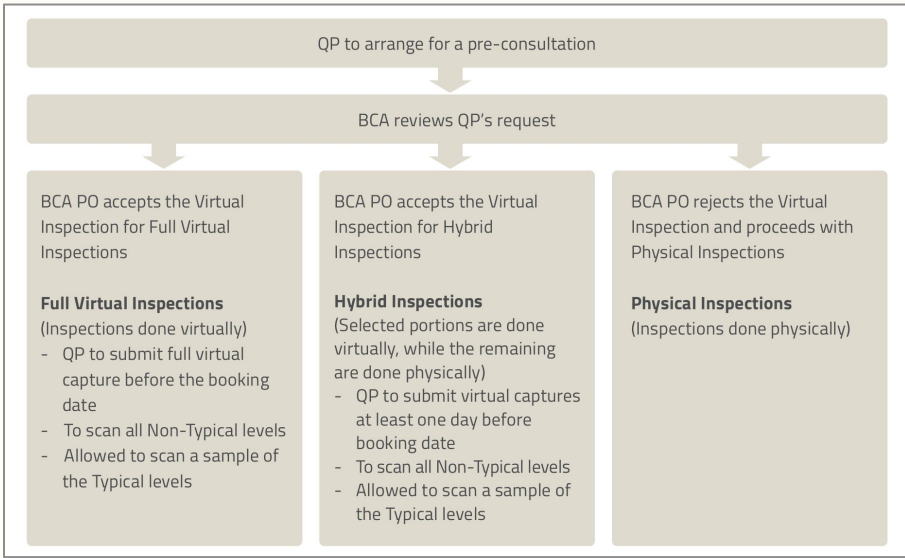 QP to arrange for a pre-consultation
BCA reviews QP's request
BCA PO accepts the Virtual
Inspection for Full Virtual
Inspections
Full Virtual Inspections
(Inspections done virtually)
- QP to submit full virtual
capture before the booking
date
- To scan all Non-Typical levels
- Allowed to scan a sample of
the Typical levels
BCA PO accepts the Virtual
Inspection for Hybrid
Inspections
Hybrid Inspections
(Selected portions are done
virtually, while the remaining
are done physically)
- QP to submit virtual captures
at least one day before
booking date
- To scan all Non-Typical levels
- Allowed to scan a sample of
the Typical levels
BCA PO rejects the Virtual
Inspection and proceeds with
Physical Inspections
Physical Inspections
(Inspections done physically)